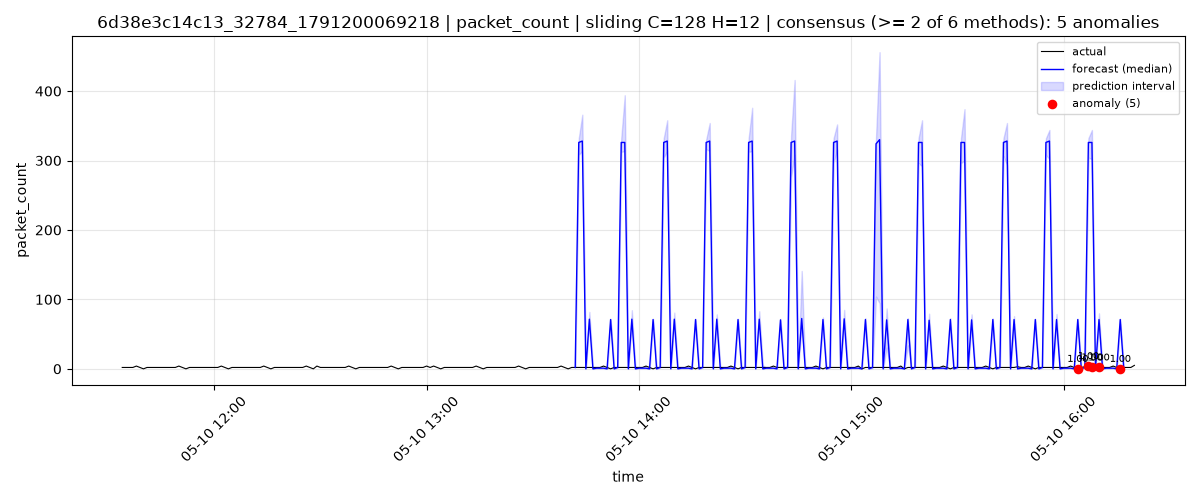 6d38e3c14c13_32784_1791200069218 | packet_count | sliding C=128 H=12 | consensus (>= 2 of 6 methods): 5 anomalies
actual
forecast (median)
prediction interval
anomaly (5)
packet_count
400
300
200
100
0
1.00
05-10 12:00
05-10 13:00
05-10 14:00
05-10 15:00
05-10 16:00
time